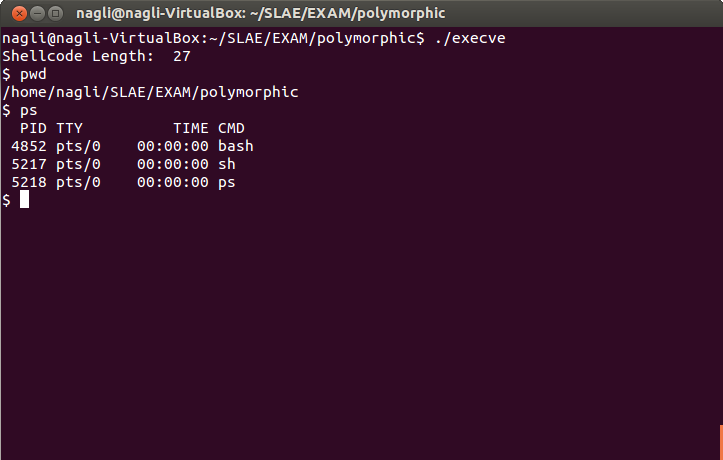 nagli@nagli-VirtualBox: ~/SLAE/EXAM/polymorphic
nagli@nagli-VirtualBox:~/SLAE/EXAM/polymorphic$ ./execve
Shellcode Length:  27
$ pwd
/home/nagli/SLAE/EXAM/polymorphic
$ ps
  PID TTY          TIME CMD
 4852 pts/0    00:00:00 bash
 5217 pts/0    00:00:00 sh
 5218 pts/0    00:00:00 ps
$